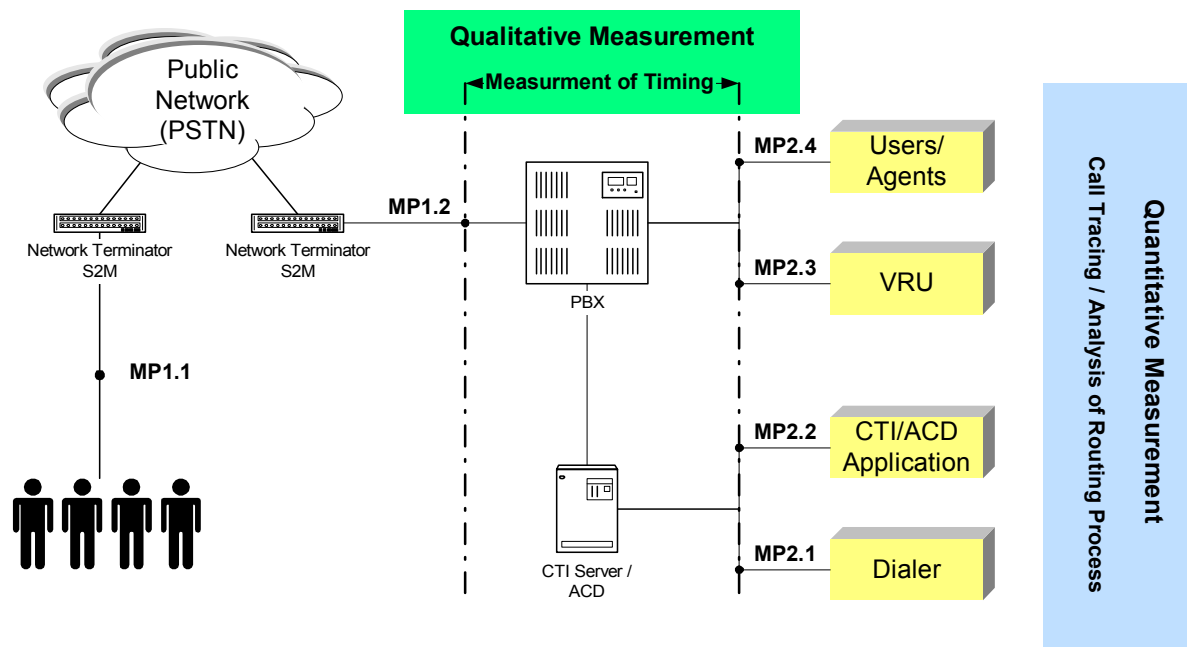 Qualitative Measurement
Measurment of Timing
Public
Network
(PSTN)
Network Terminator
S2M
Network Terminator
S2M
MP1.1
MP1.2
PBX
CTI Server /
ACD
MP2.4
Users/
Agents
MP2.3
VRU
MP2.2
CTI/ACD
Application
MP2.1
Dialer
Quantitative Measurement
Call Tracing / Analysis of Routing Process